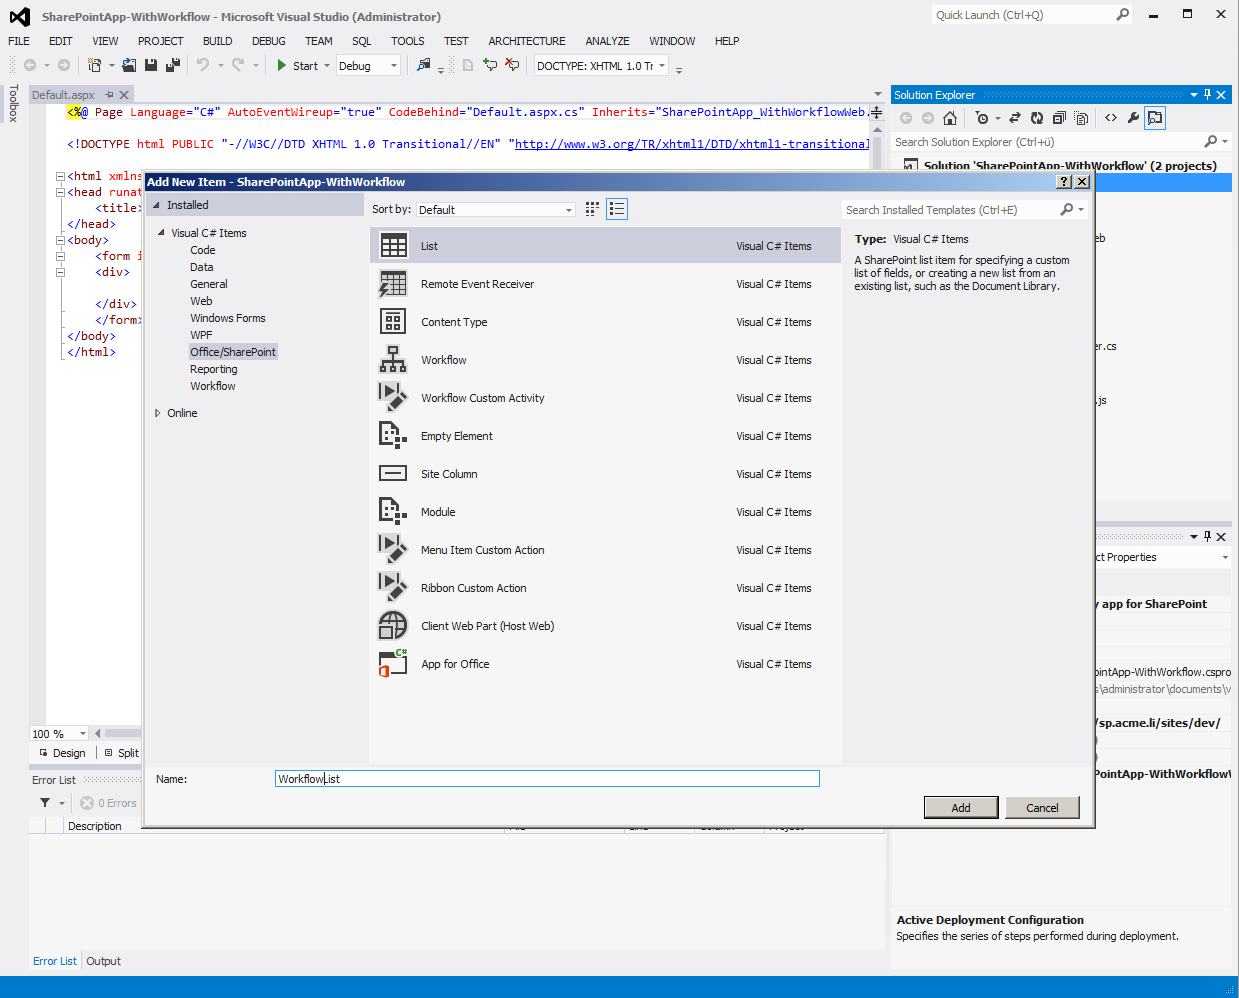 SharePointApp-WithWorkflow - Microsoft Visual Studio (Administrator)
Quick Launch (Ctrl+Q)
FILE EDIT VIEW PROJECT BUILD DEBUG TEAM SQL TOOLS TEST ARCHITECTURE ANALYZE WINDOW HELP
Start Debug DOCTYPE: XHTML 1.0 Tr
Toolbox
Default.aspx
<%@ Page Language="C#" AutoEventWireup="true" CodeBehind="Default.aspx.cs" Inherits="SharePointApp_WithWorkflowWeb.
<!DOCTYPE html PUBLIC "-//W3C//DTD XHTML 1.0 Transitional//EN" "http://www.w3.org/TR/xhtml1/DTD/xhtml1-transitional
<html xmlns
<head runat
<title>
</head>
<body>
<form i
<div>
</div>
</form>
</body>
</html>
100 %
Design Split
Solution Explorer
Search Solution Explorer (Ctrl+ü)
Solution 'SharePointApp-WithWorkflow' (2 projects)
eb
er.cs
.js
Add New Item - SharePointApp-WithWorkflow
Installed
Visual C# Items
Code
Data
General
Web
Windows Forms
WPF
Office/SharePoint
Reporting
Workflow
Online
Sort by: Default
Search Installed Templates (Ctrl+E)
List Visual C# Items
Remote Event Receiver Visual C# Items
Content Type Visual C# Items
Workflow Visual C# Items
Workflow Custom Activity Visual C# Items
Empty Element Visual C# Items
Site Column Visual C# Items
Module Visual C# Items
Menu Item Custom Action Visual C# Items
Ribbon Custom Action Visual C# Items
Client Web Part (Host Web) Visual C# Items
C#
App for Office Visual C# Items
Type: Visual C# Items
A SharePoint list item for specifying a custom
list of fields, or creating a new list from an
existing list, such as the Document Library.
Name: WorkflowList
Add Cancel
ct Properties
y app for SharePoint
ointApp-WithWorkflow.cspro
s\administrator\documents\v
/sp.acme.li/sites/dev/
PointApp-WithWorkflowW
Active Deployment Configuration
Specifies the series of steps performed during deployment.
Error List
0 Errors
Description
Error List Output